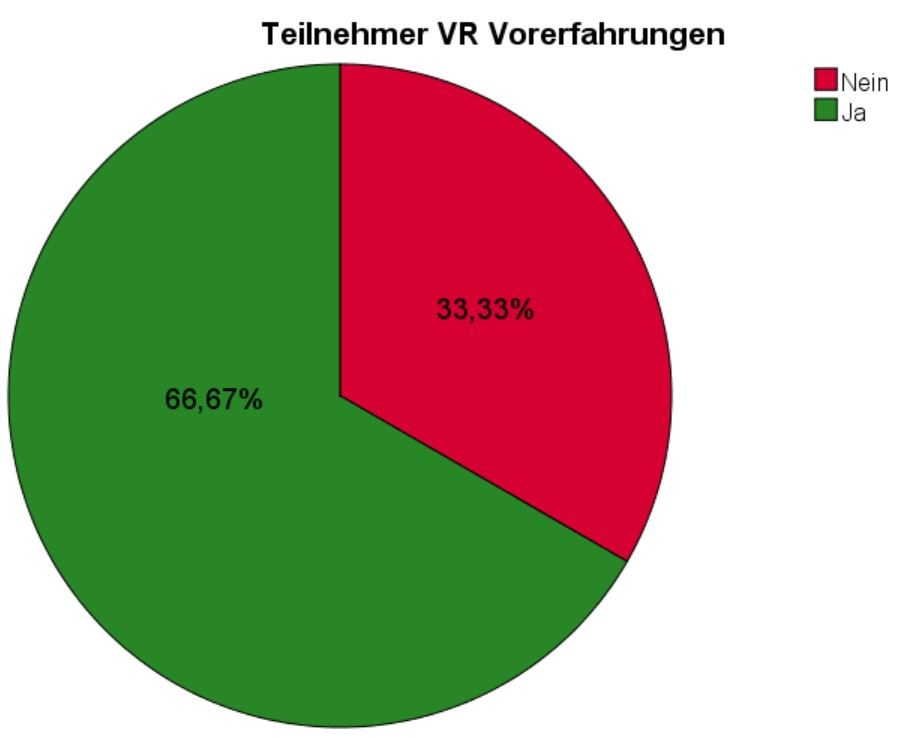 Teilnehmer VR Vorerfahrungen
Nein
Ja
33,33%
66,67%